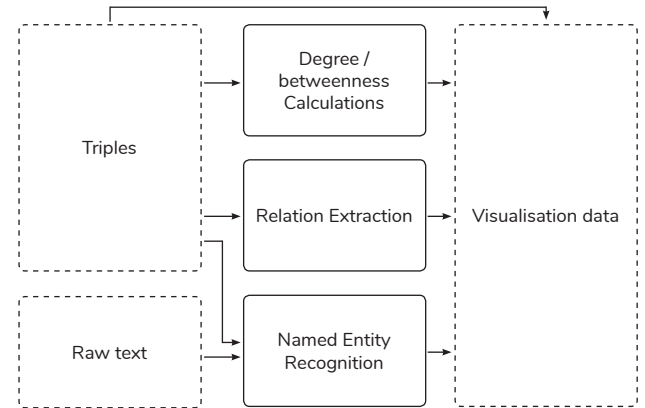 Degree /
betweenness
Calculations
Triples
Relation Extraction
Visualisation data
Raw text
Named Entity
Recognition